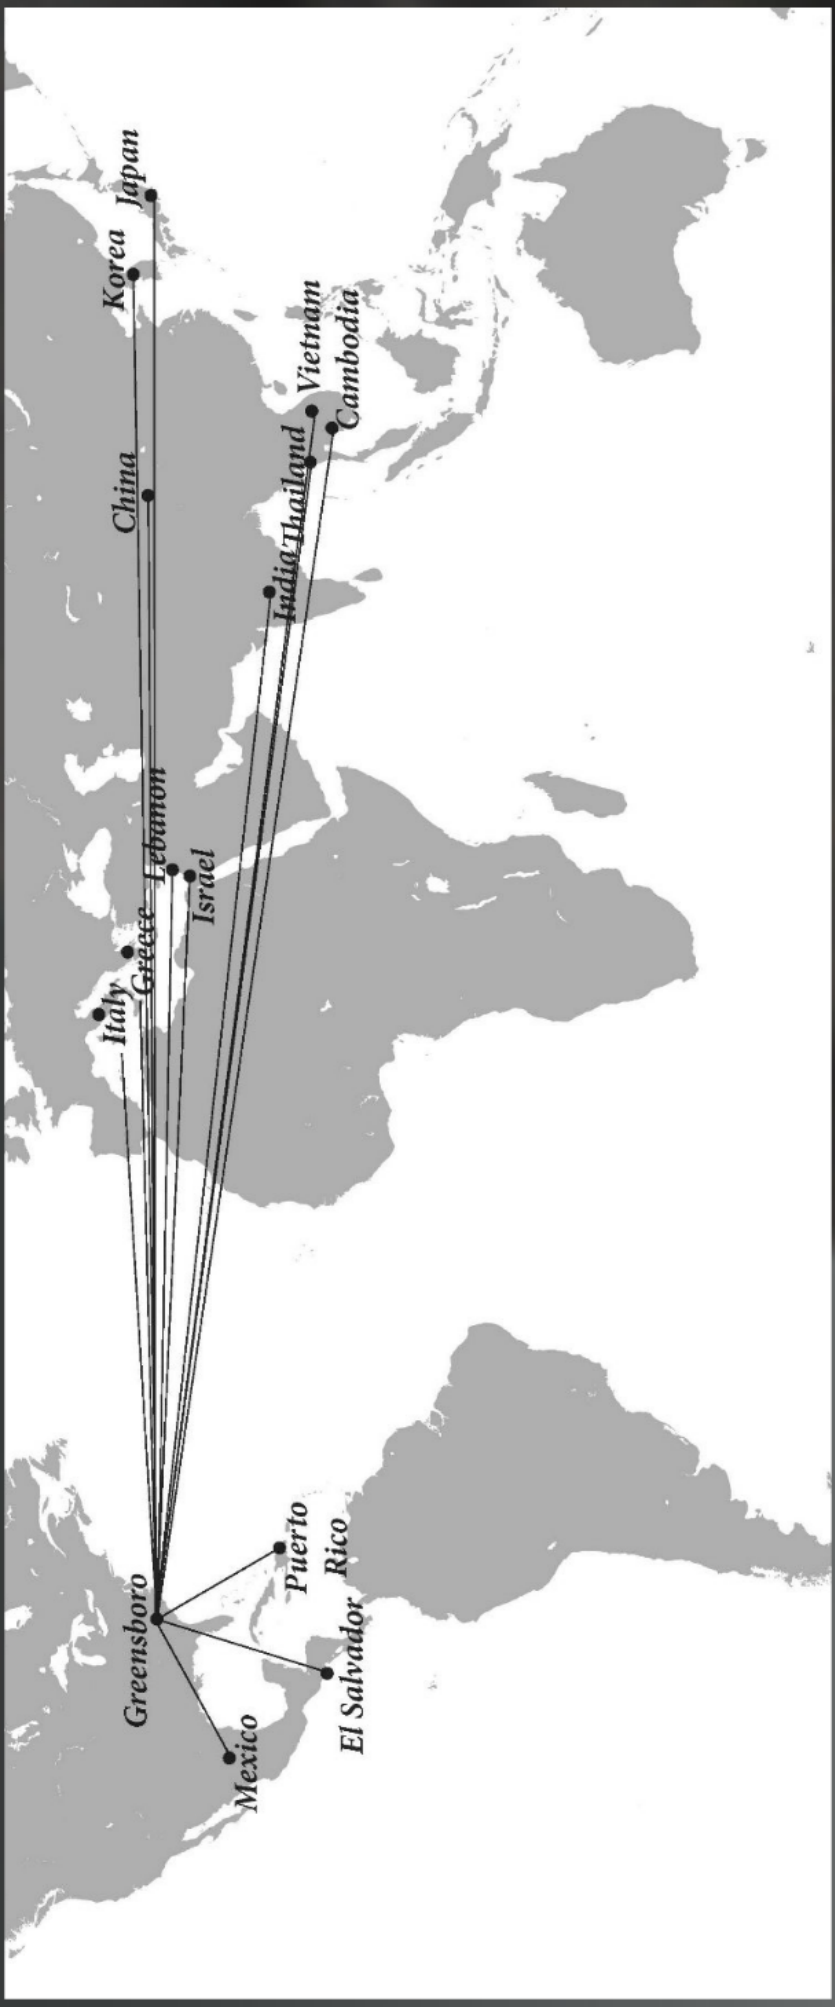 Greensboro
Mexico
El Salvador
Puerto
Rico
Italy
Greece
Lebanon
Israel
India
Thailand
Vietnam
Cambodia
China
Korea
Japan